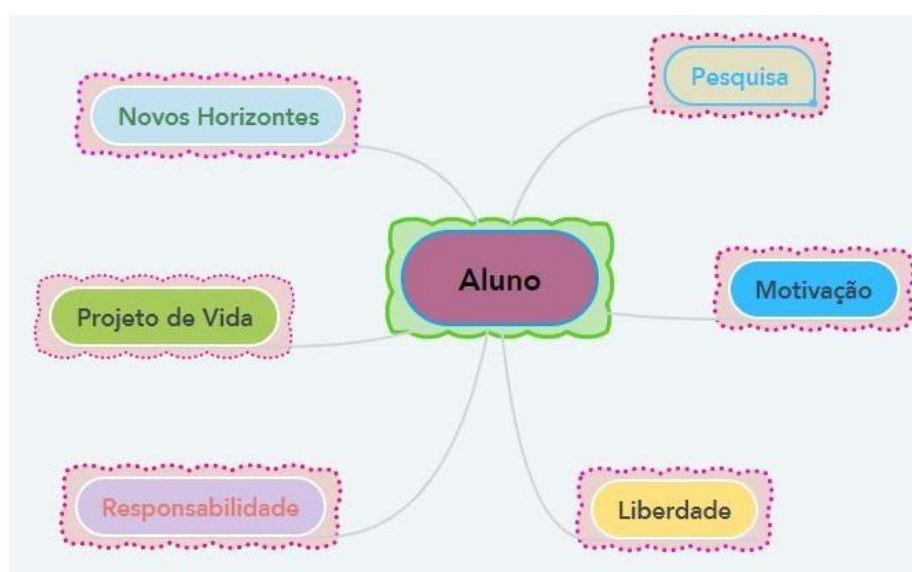 Pesquisa
Novos Horizontes
Aluno
Motivação
Projeto de Vida
Responsabilidade
Liberdade